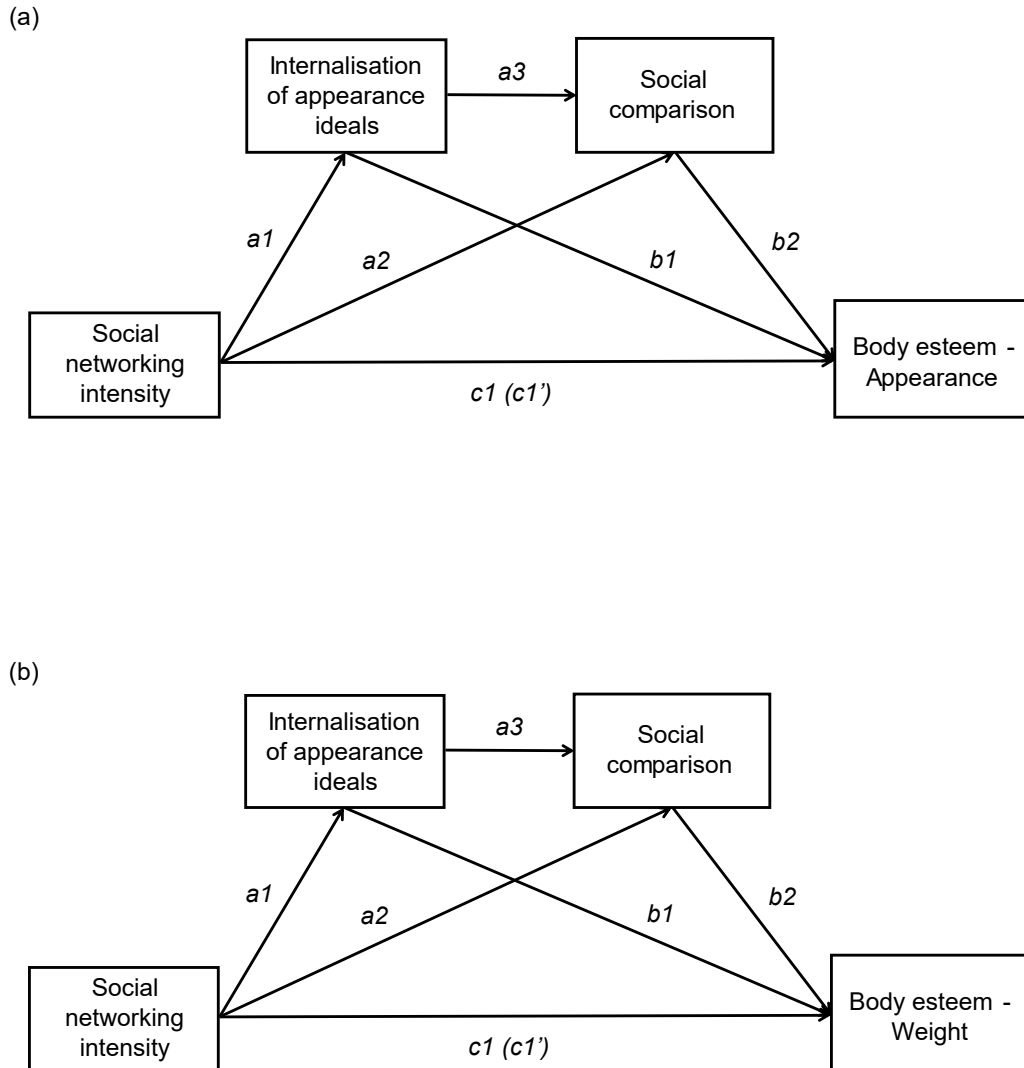 (a)
Internalisation
of appearance
ideals
a3
Social
comparison
a1
a2
b1
b2
Social
networking
intensity
Body esteem -
Appearance
c1 (c1’)
(b)
Internalisation
of appearance
ideals
a3
Social
comparison
a1
a2
b1
b2
Social
networking
intensity
Body esteem -
Weight
c1 (c1’)